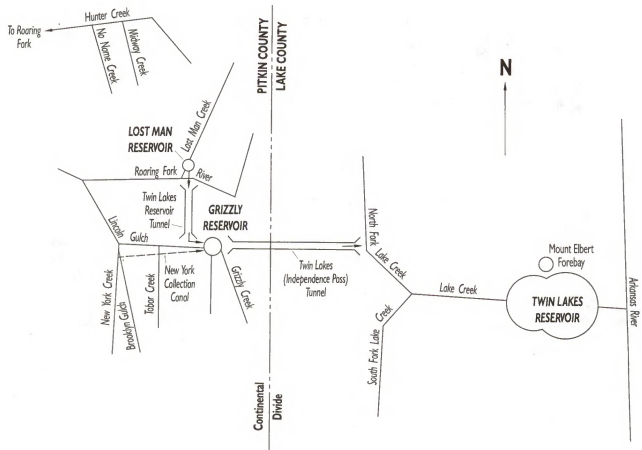 Hunter Creek
To Roaring
Fork
No Name Creek
Midway Creek
PITKIN COUNTY
LAKE COUNTY
N
LOST MAN
RESERVOIR
Lost Man Creek
Roaring Fork
River
Twin Lakes
Reservoir
Tunnel
GRIZZLY
RESERVOIR
Lincoln
Gulch
New York Creek
Brooklyn Gulch
Tabor Creek
New York
Collection
Canal
Grizzly Creek
Twin Lakes
(Independence Pass)
Tunnel
North Fork
Lake Creek
South Fork Lake
Creek
Lake Creek
Mount Elbert
Forebay
TWIN LAKES
RESERVOIR
Arkansas River
Continental
Divide